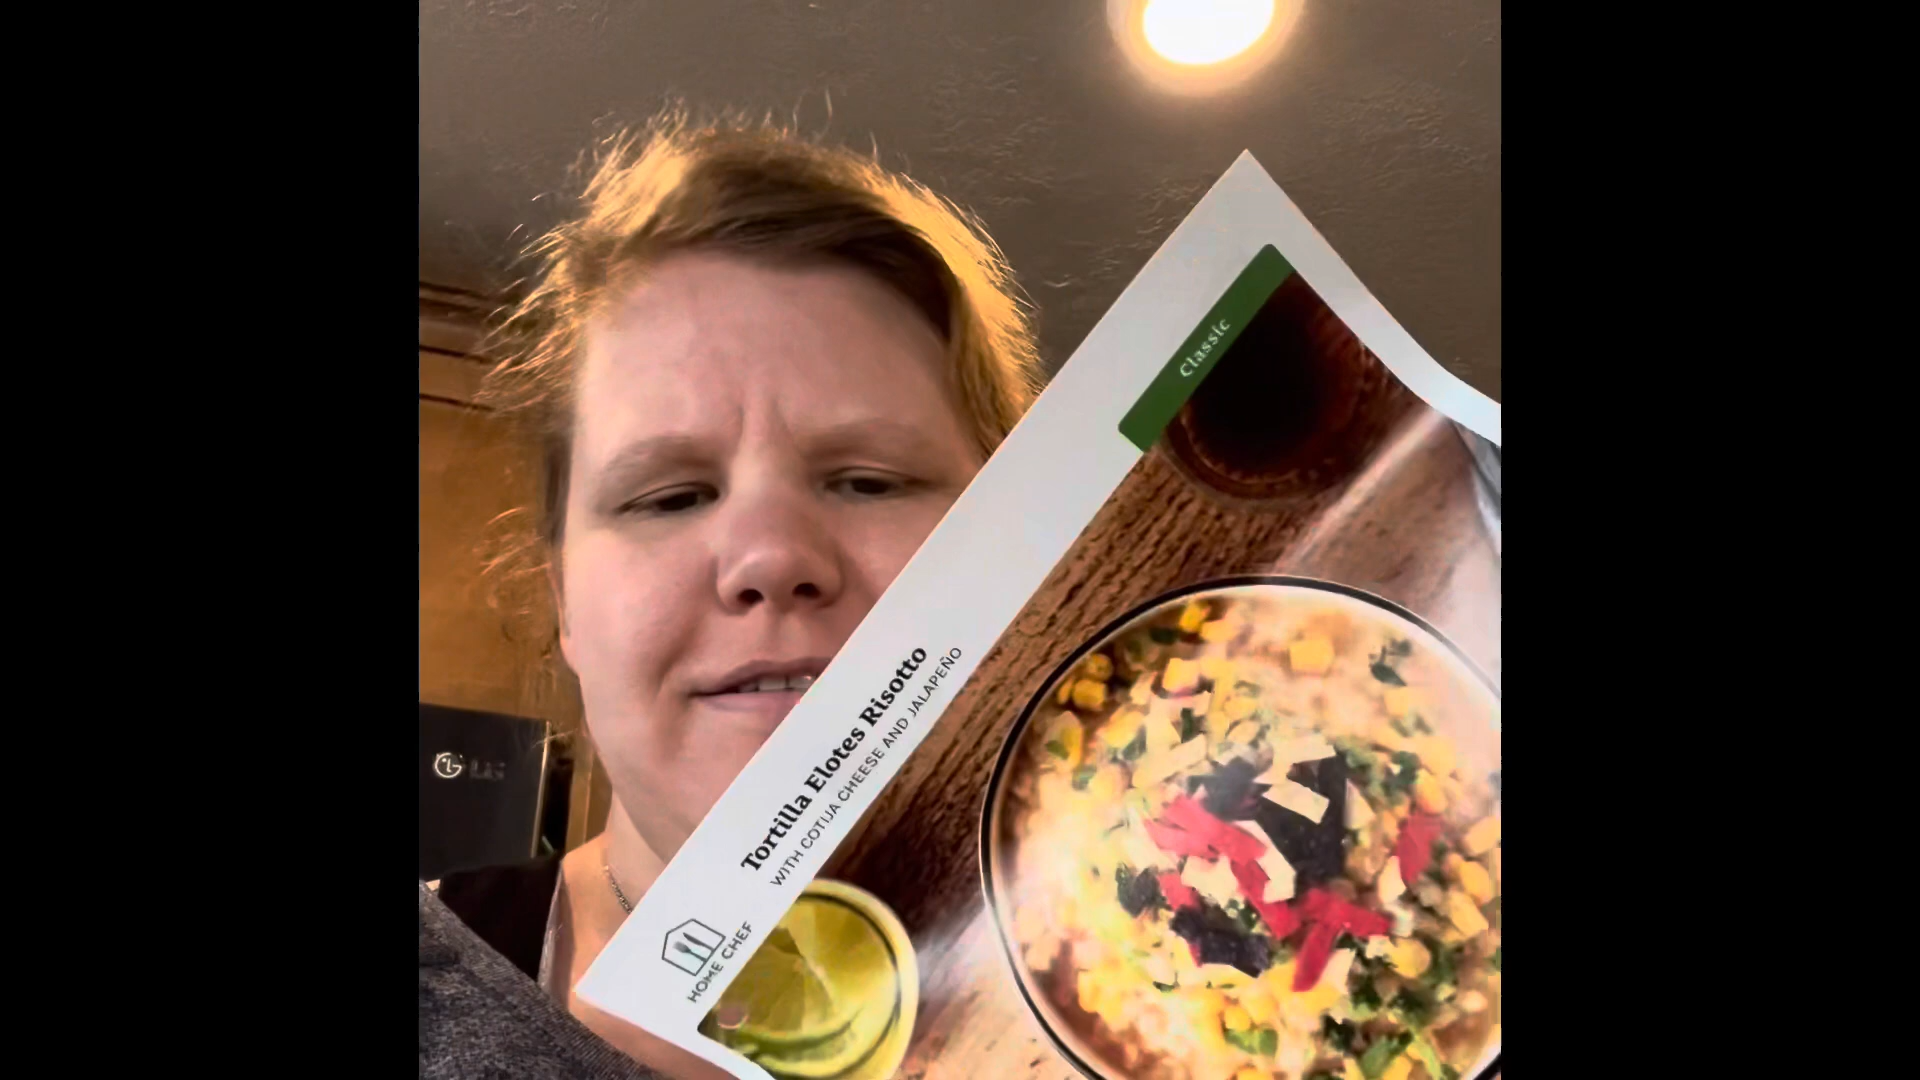 Classic
Tortilla Elotes Risotto
WITH COTIJA CHEESE AND JALAPEÑO
HOME CHEF
LG